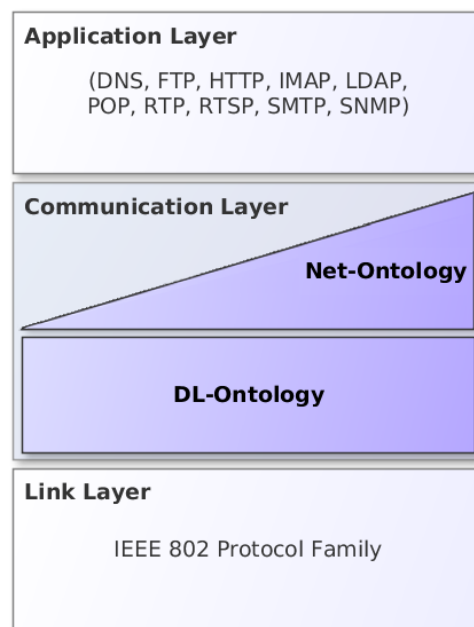 Application Layer
(DNS, FTP, HTTP, IMAP, LDAP,
POP, RTP, RTSP, SMTP, SNMP)
Communication Layer
Net-Ontology
DL-Ontology
Link Layer
IEEE 802 Protocol Family